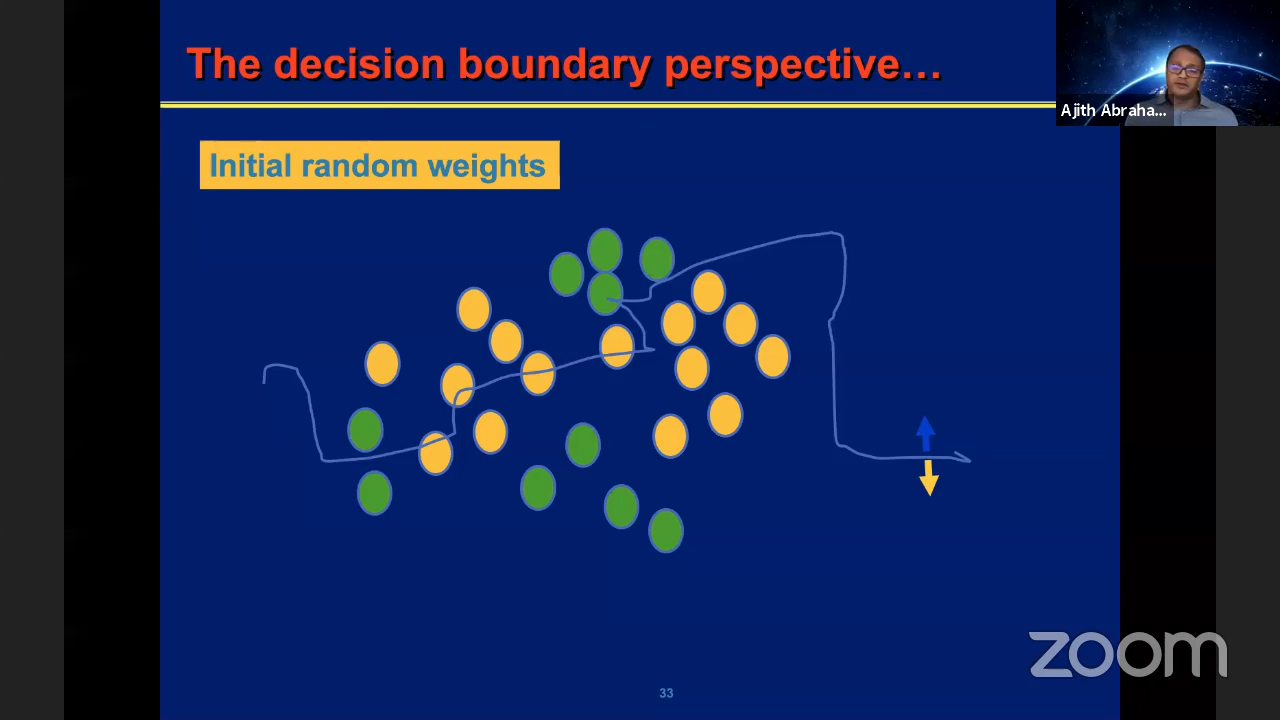 The decision boundary perspective…
Ajith Abraha...
Initial random weights
zoom
33